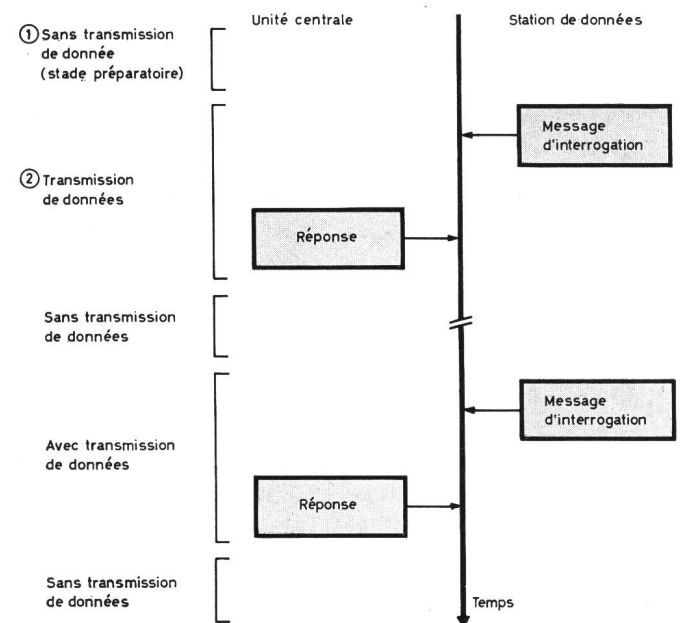 Unité centrale
Station de données
① Sans transmission
de donnée
(stade préparatoire)
Message
d'interrogation
② Transmission
de données
Réponse
Sans transmission
de données
Message
d'interrogation
Avec transmission
de données
Réponse
Sans transmission
de données
Temps